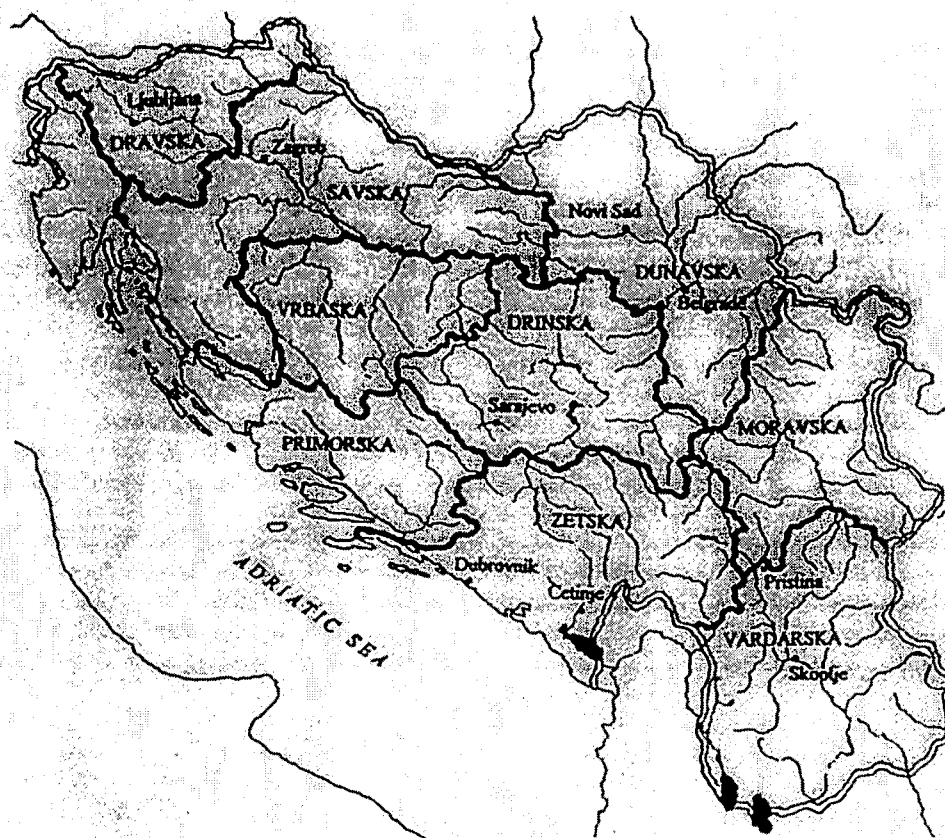 Ljubljana
DRAVSKA
Zagreb
SAVSKA
Novi Sad
DUNAVSKA
Belgrade
VRBASKA
DRINSKA
Sarajevo
MORAVSKA
PRIMORSKA
ZETSKA
Dubrovnik
Cetinje
Pristina
VARDARSKA
Skoplje
ADRIATIC SEA